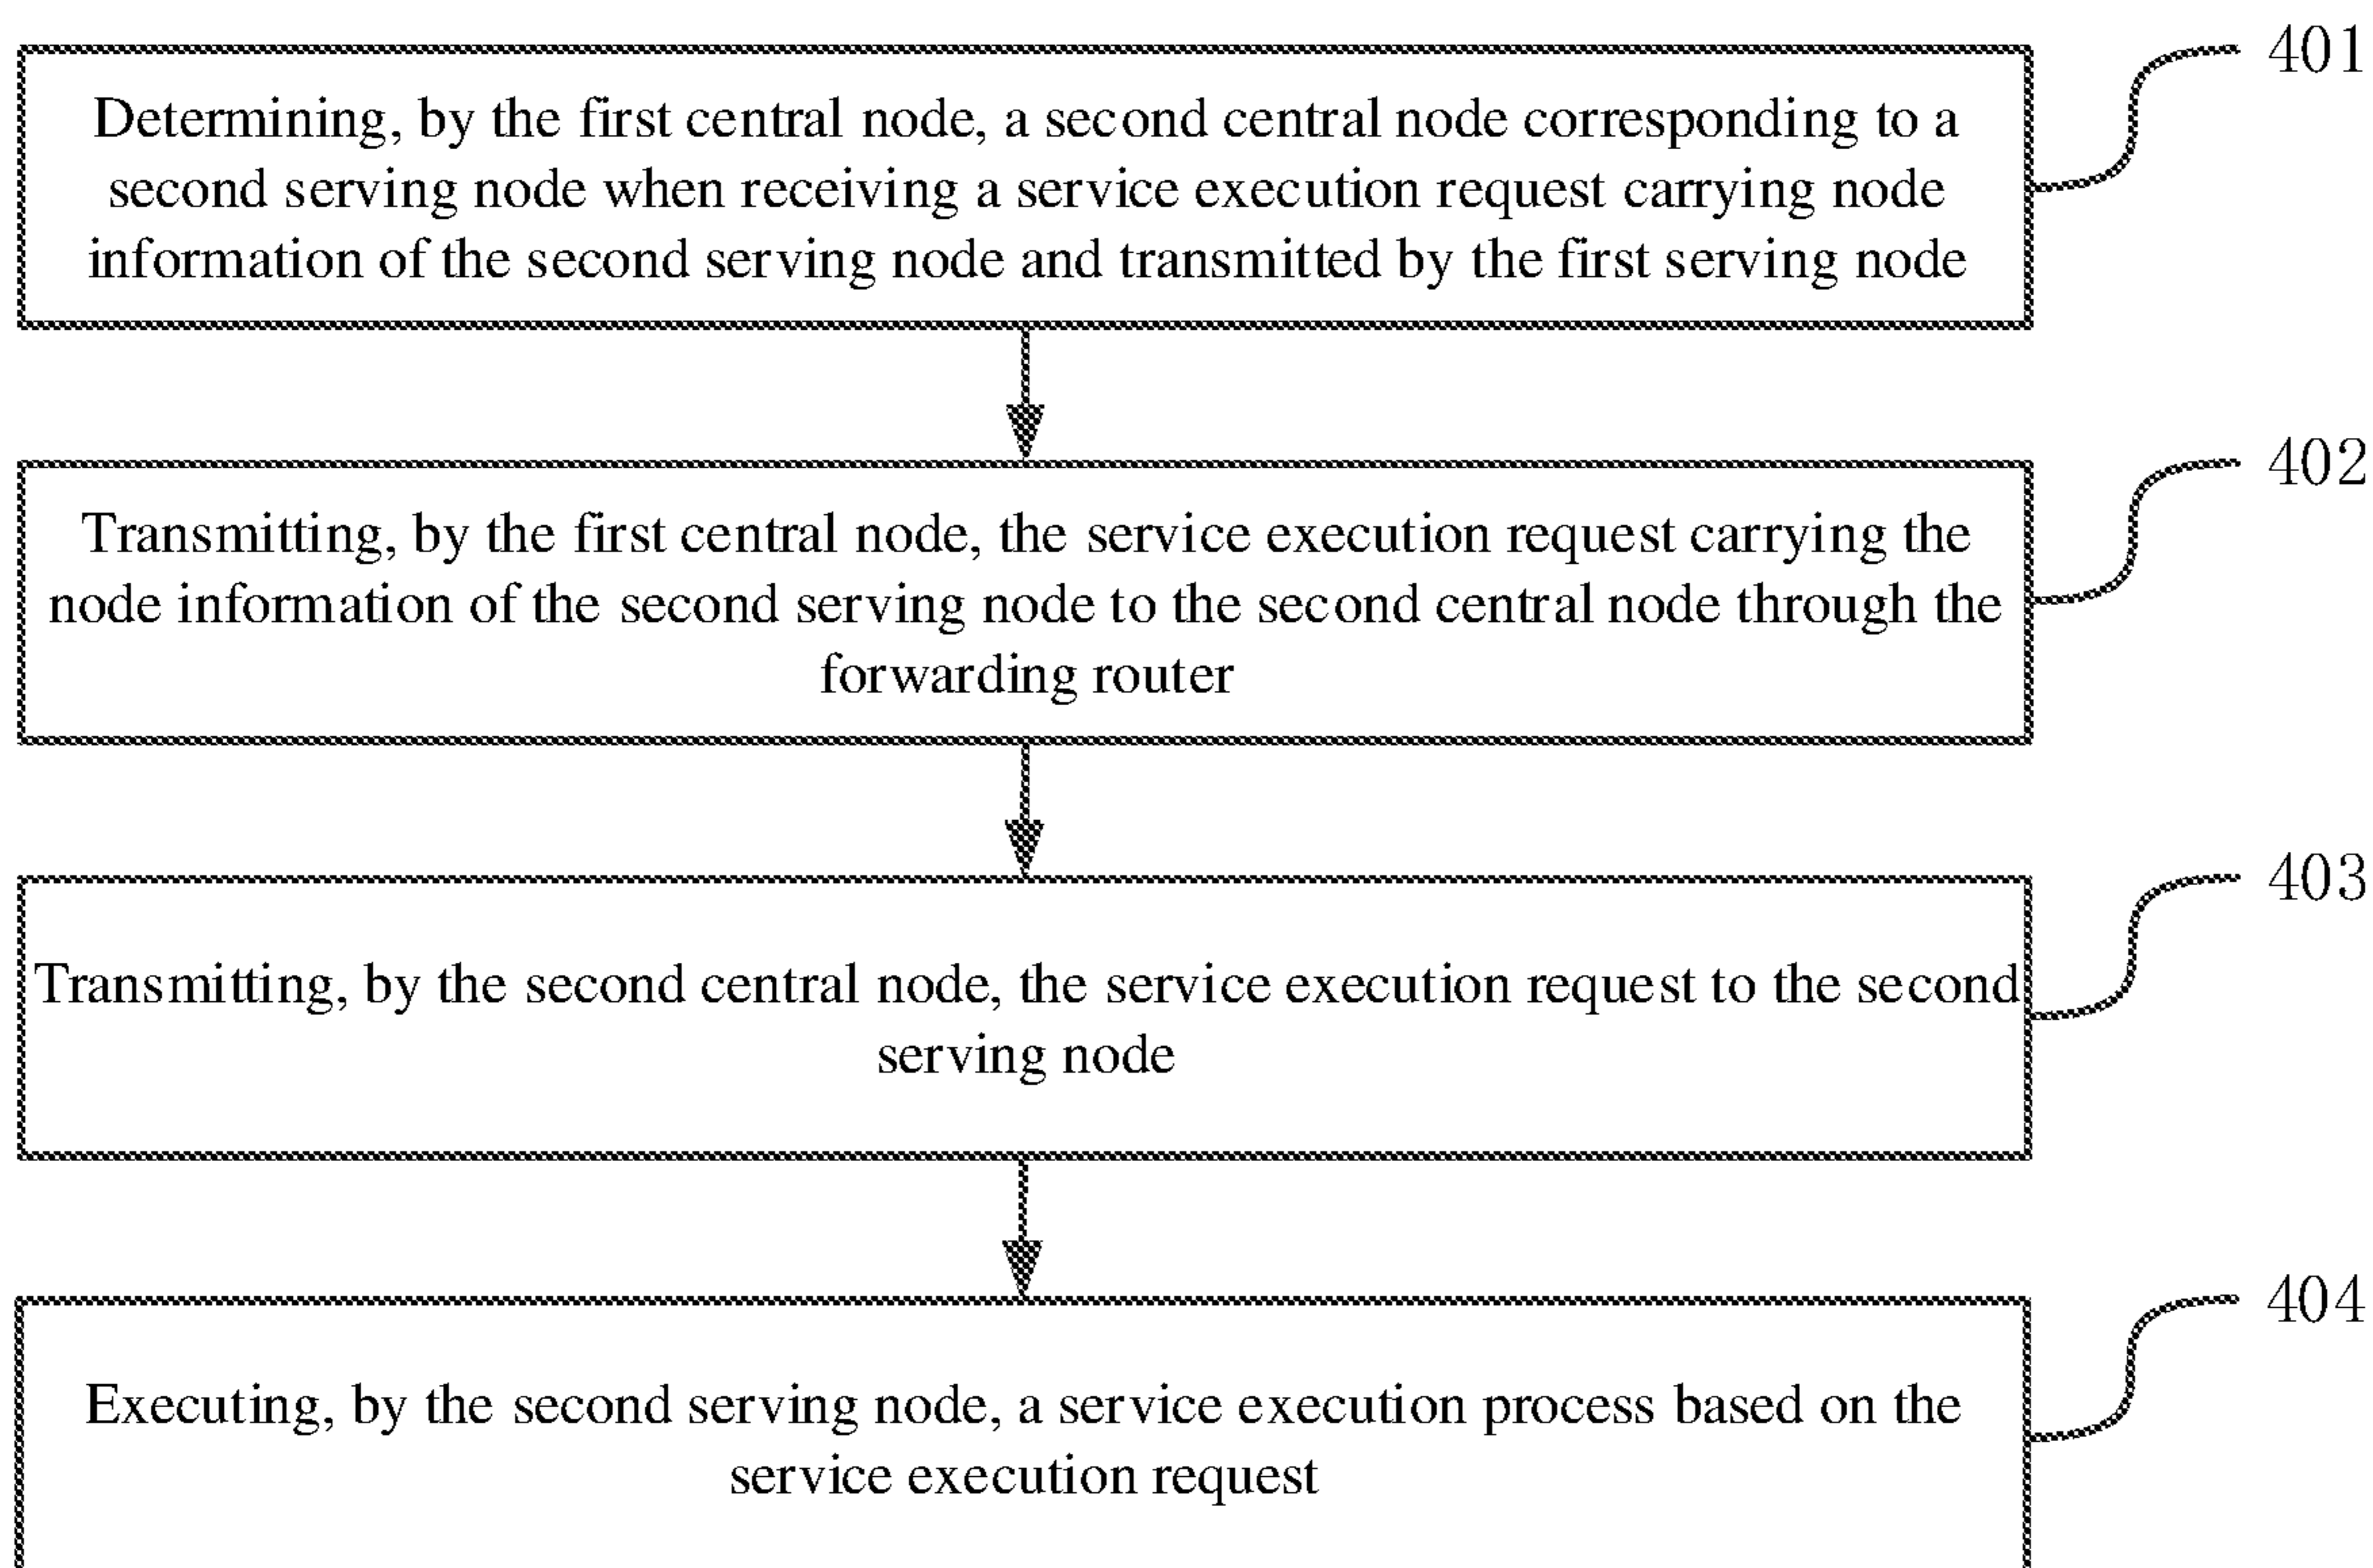 401
Determining, by the first central node, a second central node corresponding to a
second serving node when receiving a service execution request carrying node
information of the second serving node and transmitted by the first serving node
402
Transmitting, by the first central node, the service execution request carrying the
node information of the second serving node to the second central node through the
forwarding router
403
Transmitting, by the second central node, the service execution request to the second
serving node
404
Executing, by the second serving node, a service execution process based on the
service execution request